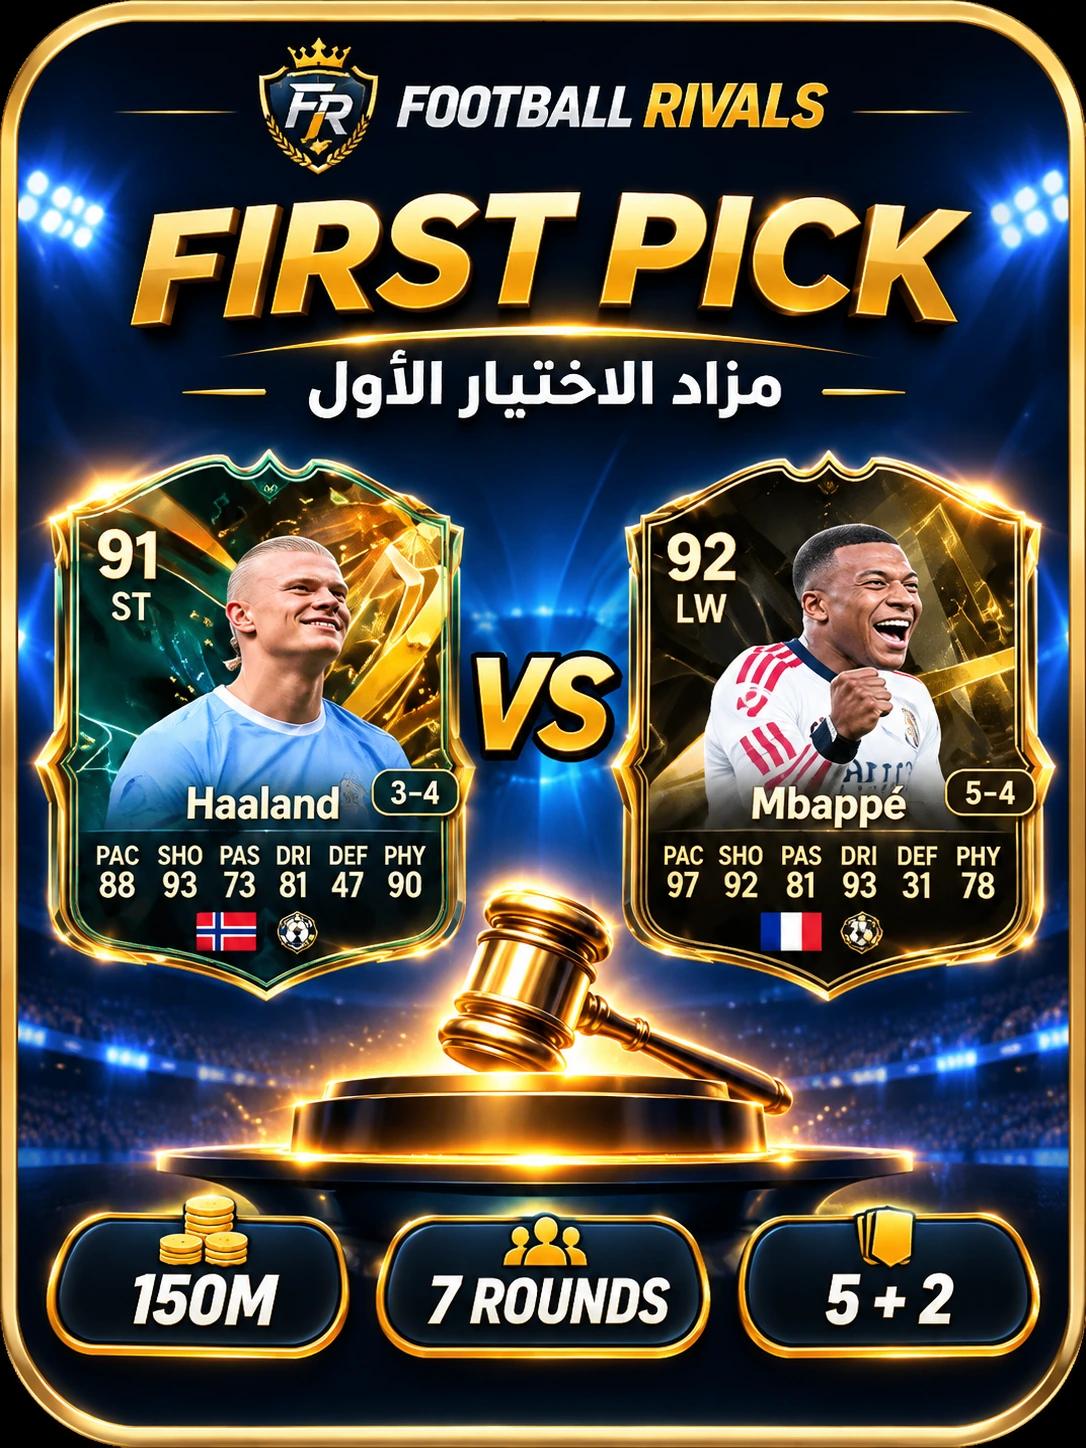 FR
FOOTBALL RIVALS
FIRST PICK
مزاد الاختيار الأول
91
ST
Haaland
3-4
PAC SHO PAS DRI DEF PHY
88 93 73 81 47 90
VS
92
LW
Mbappé
5-4
PAC SHO PAS DRI DEF PHY
97 92 81 93 31 78
150M
7 ROUNDS
5 + 2